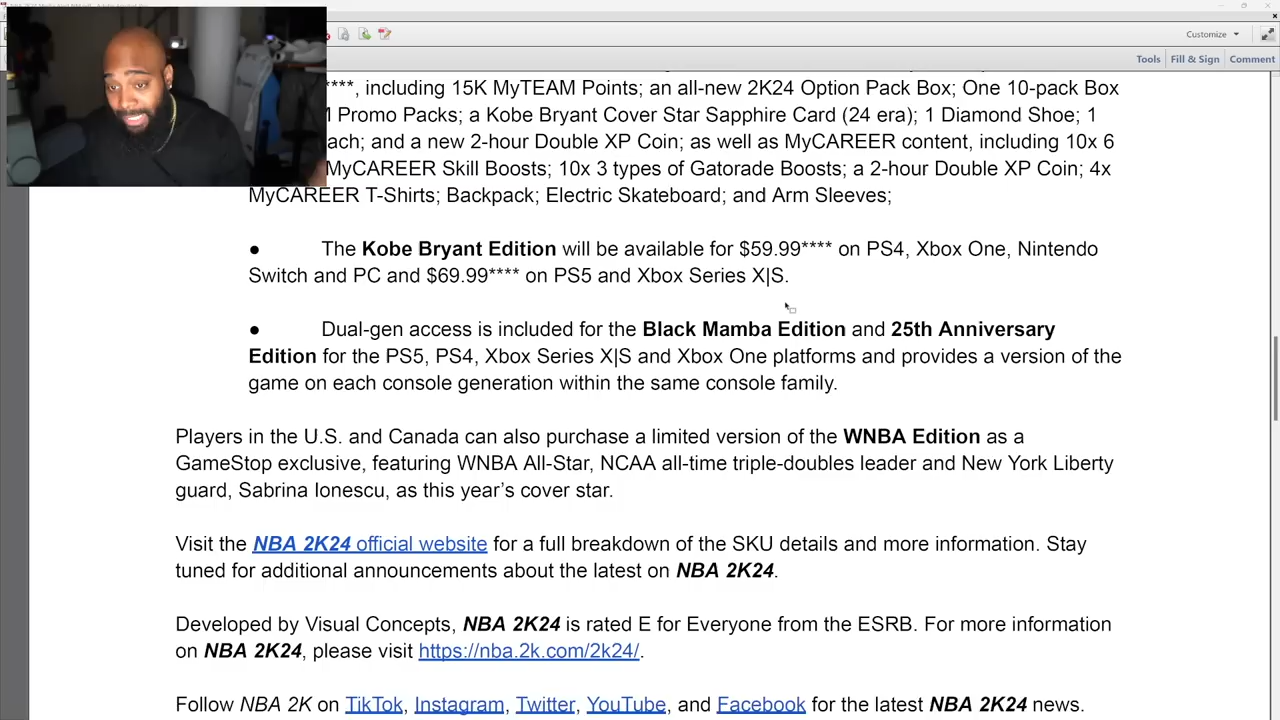 Customize
Tools Fill & Sign Comment
****, including 15K MyTEAM Points; an all-new 2K24 Option Pack Box; One 10-pack Box
Promo Packs; a Kobe Bryant Cover Star Sapphire Card (24 era); 1 Diamond Shoe; 1
ach; and a new 2-hour Double XP Coin; as well as MyCAREER content, including 10x 6
MyCAREER Skill Boosts; 10x 3 types of Gatorade Boosts; a 2-hour Double XP Coin; 4x
MyCAREER T-Shirts; Backpack; Electric Skateboard; and Arm Sleeves;
● The Kobe Bryant Edition will be available for $59.99**** on PS4, Xbox One, Nintendo
Switch and PC and $69.99**** on PS5 and Xbox Series X|S.
● Dual-gen access is included for the Black Mamba Edition and 25th Anniversary
Edition for the PS5, PS4, Xbox Series X|S and Xbox One platforms and provides a version of the
game on each console generation within the same console family.
Players in the U.S. and Canada can also purchase a limited version of the WNBA Edition as a
GameStop exclusive, featuring WNBA All-Star, NCAA all-time triple-doubles leader and New York Liberty
guard, Sabrina Ionescu, as this year’s cover star.
Visit the NBA 2K24 official website for a full breakdown of the SKU details and more information. Stay
tuned for additional announcements about the latest on NBA 2K24.
Developed by Visual Concepts, NBA 2K24 is rated E for Everyone from the ESRB. For more information
on NBA 2K24, please visit https://nba.2k.com/2k24/.
Follow NBA 2K on TikTok, Instagram, Twitter, YouTube, and Facebook for the latest NBA 2K24 news.